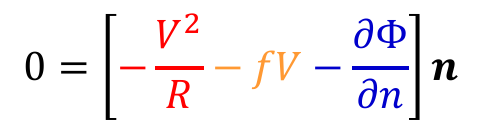 0 = [ − V²/R − fV − ∂Φ/∂n ] n